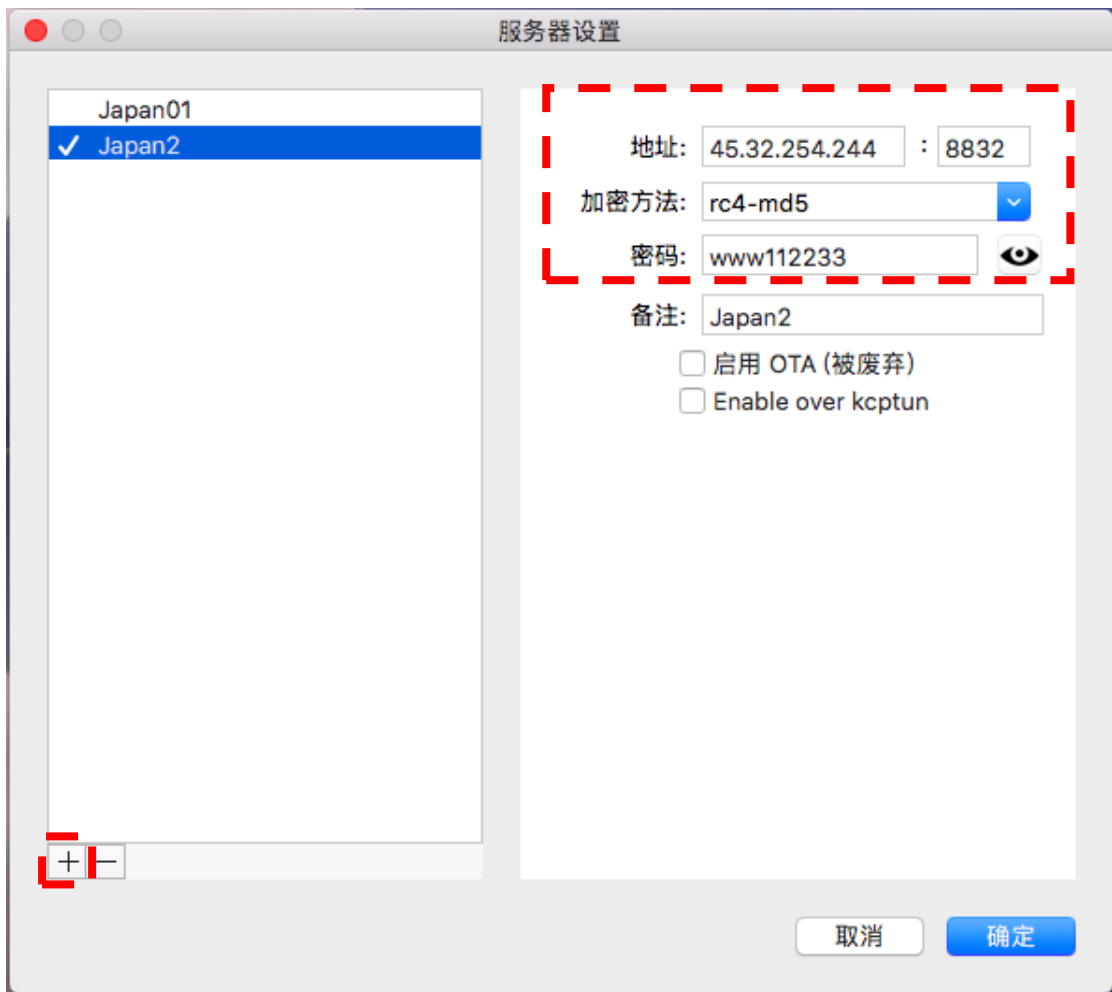 服务器设置
Japan01
Japan2
地址: 45.32.254.244 : 8832
加密方法: rc4-md5
密码: www112233
备注: Japan2
启用 OTA (被废弃)
Enable over kcptun
取消 确定